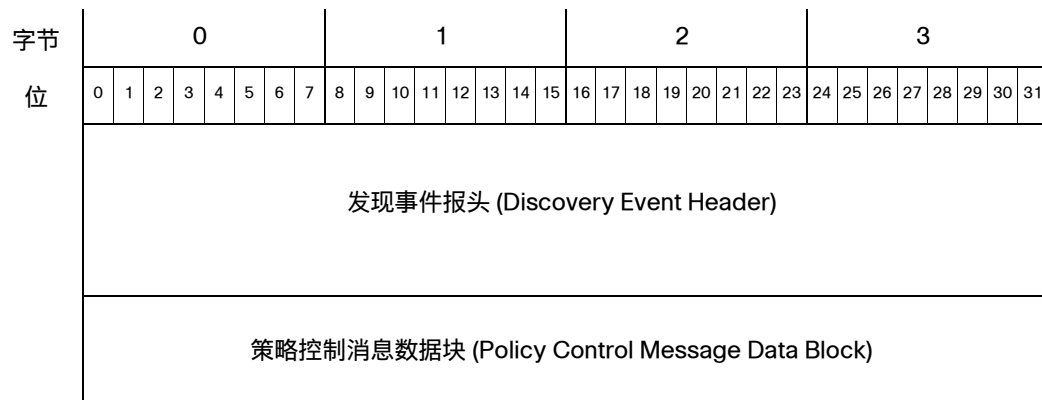 字节 0 1 2 3
位 0 1 2 3 4 5 6 7 8 9 10 11 12 13 14 15 16 17 18 19 20 21 22 23 24 25 26 27 28 29 30 31
发现事件报头 (Discovery Event Header)
策略控制消息数据块 (Policy Control Message Data Block)